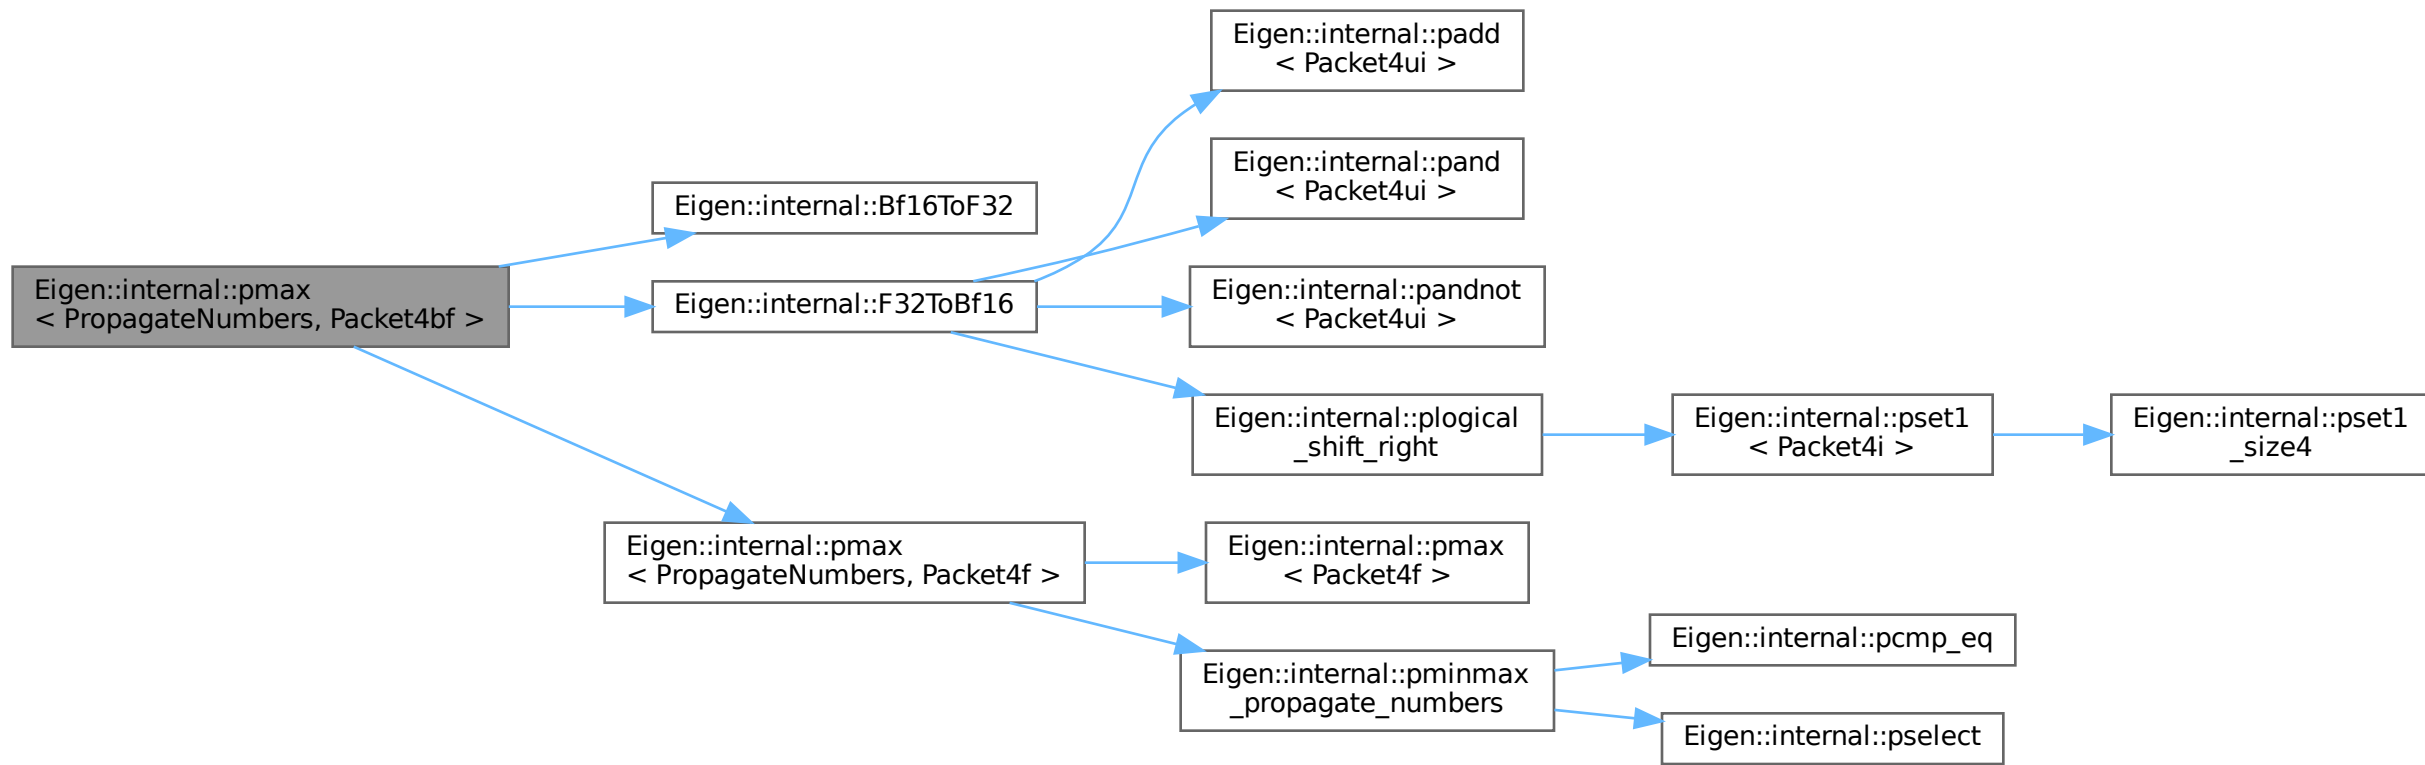 Eigen::internal::pmax
< PropagateNumbers, Packet4bf >
Eigen::internal::Bf16ToF32
Eigen::internal::F32ToBf16
Eigen::internal::padd
< Packet4ui >
Eigen::internal::pand
< Packet4ui >
Eigen::internal::pandnot
< Packet4ui >
Eigen::internal::plogical
_shift_right
Eigen::internal::pset1
< Packet4i >
Eigen::internal::pset1
_size4
Eigen::internal::pmax
< PropagateNumbers, Packet4f >
Eigen::internal::pmax
< Packet4f >
Eigen::internal::pminmax
_propagate_numbers
Eigen::internal::pcmp_eq
Eigen::internal::pselect